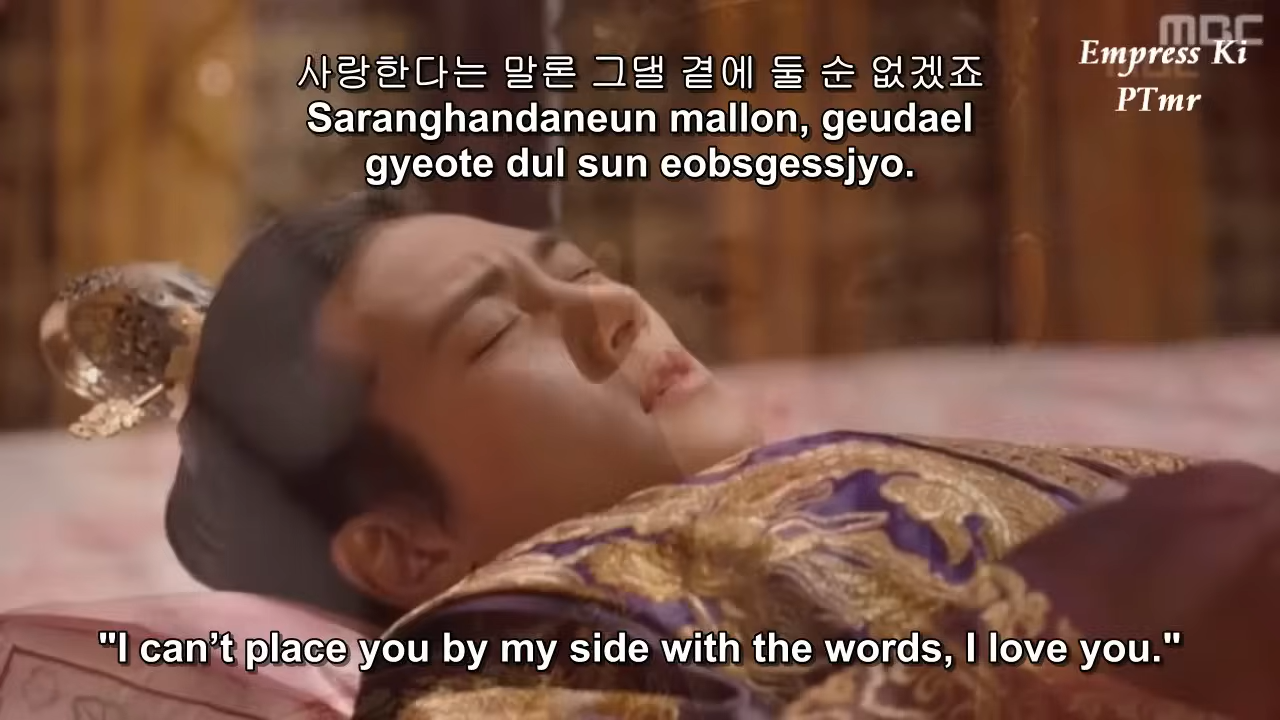 MBC
Empress Ki
PTmr
사랑한다는 말론 그댈 곁에 둘 순 없겠죠
Saranghandaneun mallon, geudael
gyeote dul sun eobsgessjyo.
"I can’t place you by my side with the words, I love you."